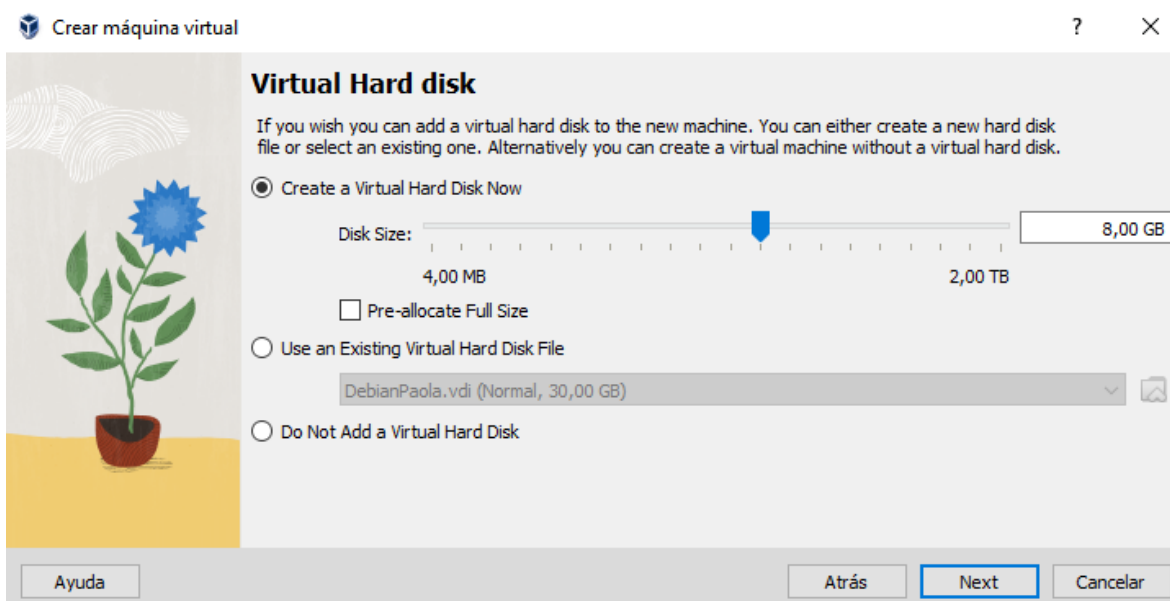 Crear máquina virtual
?
Virtual Hard disk
If you wish you can add a virtual hard disk to the new machine. You can either create a new hard disk
file or select an existing one. Alternatively you can create a virtual machine without a virtual hard disk.
Create a Virtual Hard Disk Now
Disk Size:
8,00 GB
4,00 MB
2,00 TB
Pre-allocate Full Size
Use an Existing Virtual Hard Disk File
DebianPaola.vdi (Normal, 30,00 GB)
Do Not Add a Virtual Hard Disk
Ayuda
Atrás
Next
Cancelar